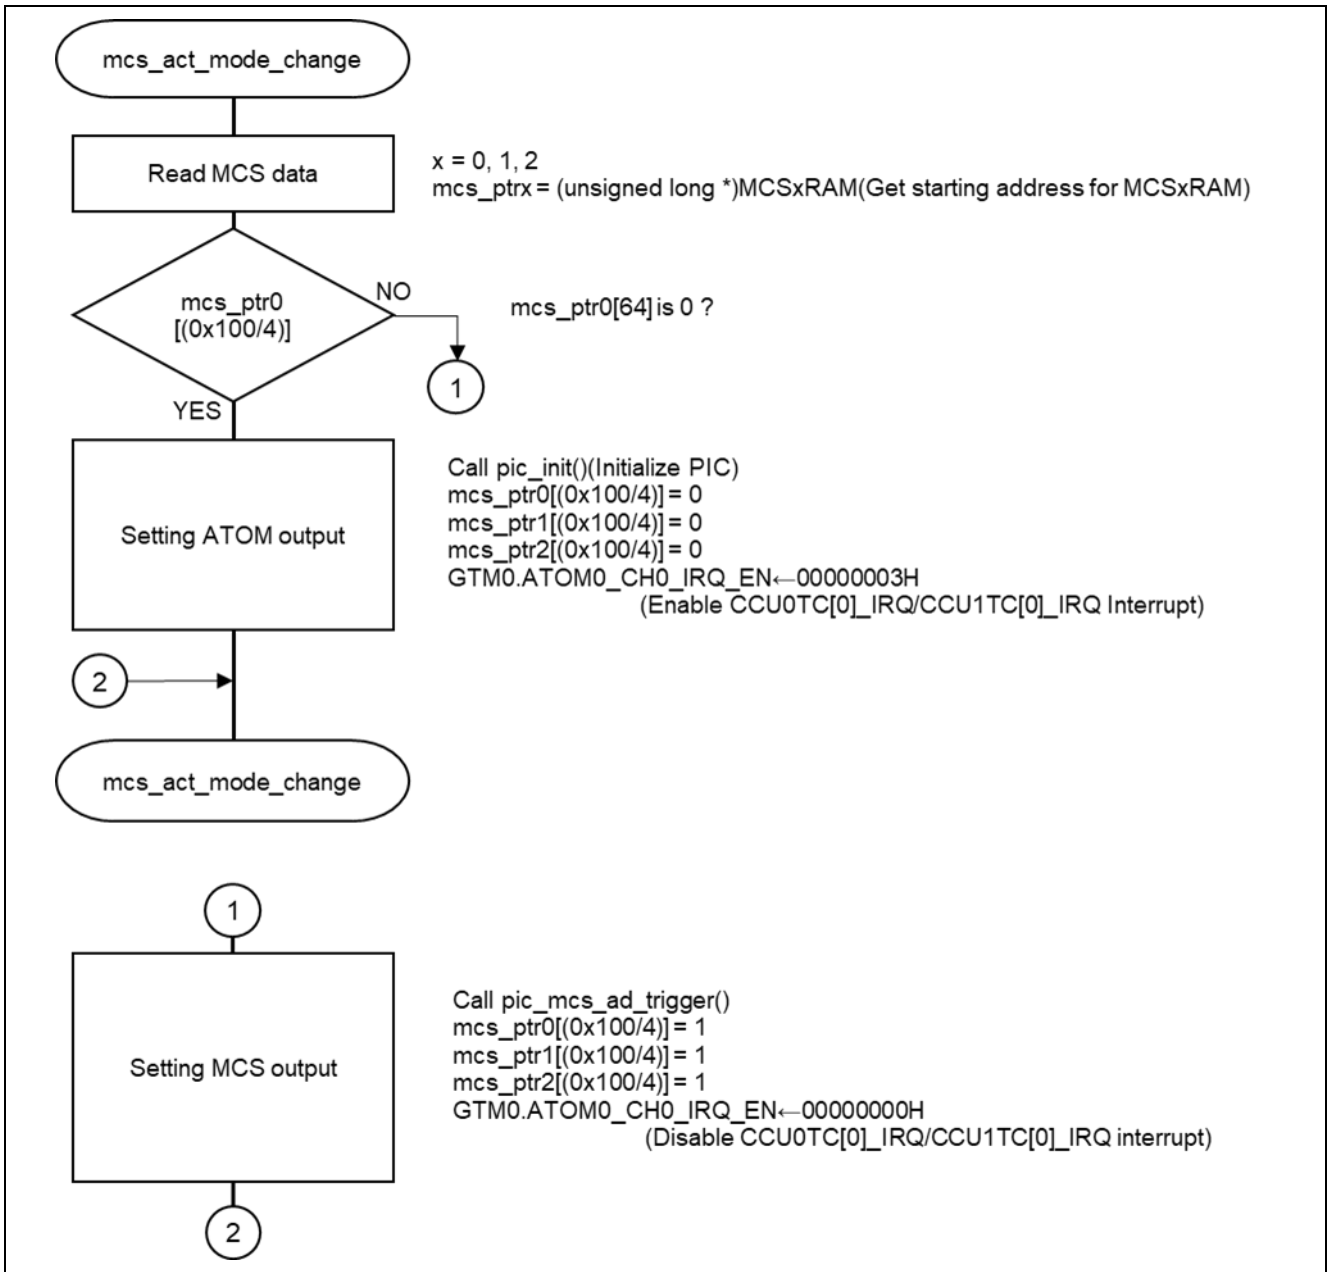 mcs_act_mode_change
Read MCS data
x = 0, 1, 2
mcs_ptrx = (unsigned long *)MCSxRAM(Get starting address for MCSxRAM)
mcs_ptr0
[(0x100/4)]
NO
mcs_ptr0[64] is 0 ?
1
YES
Setting ATOM output
Call pic_init()(Initialize PIC)
mcs_ptr0[(0x100/4)] = 0
mcs_ptr1[(0x100/4)] = 0
mcs_ptr2[(0x100/4)] = 0
GTM0.ATOM0_CH0_IRQ_EN←00000003H
(Enable CCU0TC[0]_IRQ/CCU1TC[0]_IRQ Interrupt)
2
mcs_act_mode_change
1
Setting MCS output
Call pic_mcs_ad_trigger()
mcs_ptr0[(0x100/4)] = 1
mcs_ptr1[(0x100/4)] = 1
mcs_ptr2[(0x100/4)] = 1
GTM0.ATOM0_CH0_IRQ_EN←00000000H
(Disable CCU0TC[0]_IRQ/CCU1TC[0]_IRQ interrupt)
2